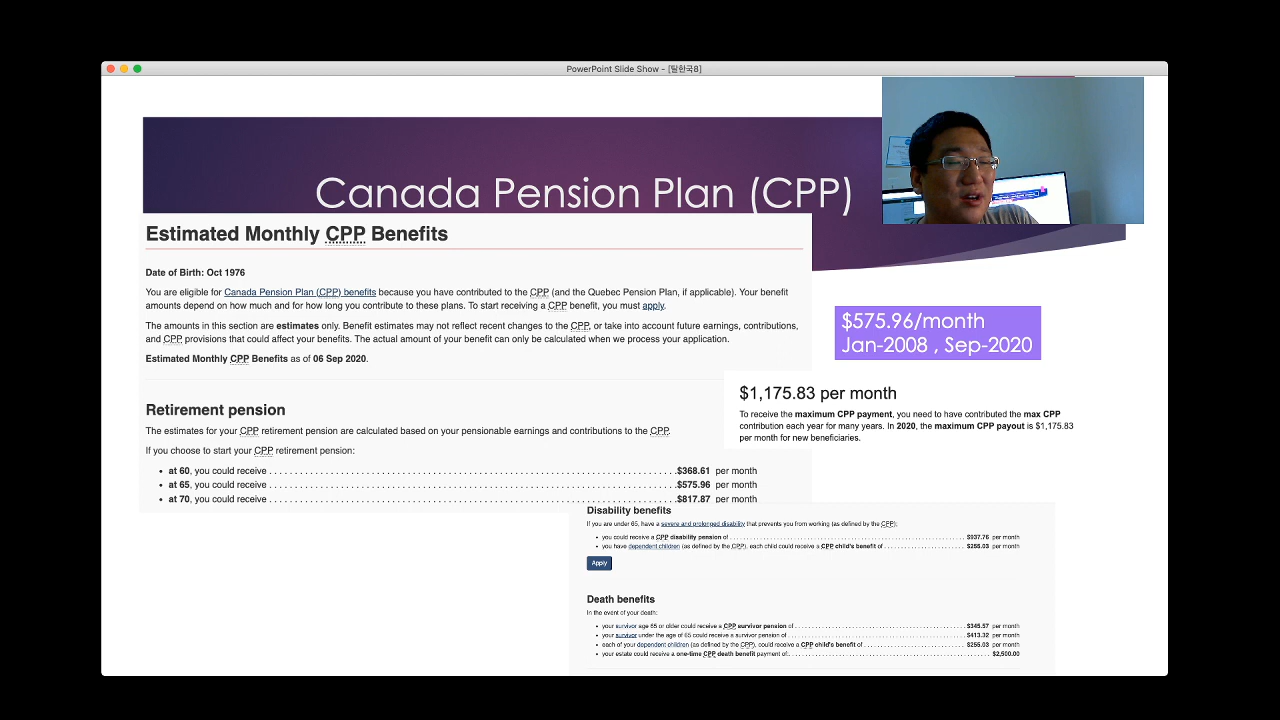 PowerPoint Slide Show - [탈한국8]
Canada Pension Plan (CPP)
Estimated Monthly CPP Benefits
Date of Birth: Oct 1976
You are eligible for Canada Pension Plan (CPP) benefits because you have contributed to the CPP (and the Quebec Pension Plan, if applicable). Your benefit
amounts depend on how much and for how long you contribute to these plans. To start receiving a CPP benefit, you must apply.
The amounts in this section are estimates only. Benefit estimates may not reflect recent changes to the CPP, or take into account future earnings, contributions,
and CPP provisions that could affect your benefits. The actual amount of your benefit can only be calculated when we process your application.
Estimated Monthly CPP Benefits as of 06 Sep 2020.
Retirement pension
The estimates for your CPP retirement pension are calculated based on your pensionable earnings and contributions to the CPP.
If you choose to start your CPP retirement pension:
• at 60, you could receive . . . . . . . . . . $368.61 per month
• at 65, you could receive . . . . . . . . . . $575.96 per month
• at 70, you could receive . . . . . . . . . . $817.87 per month
$575.96/month
Jan-2008 , Sep-2020
$1,175.83 per month
To receive the maximum CPP payment, you need to have contributed the max CPP
contribution each year for many years. In 2020, the maximum CPP payout is $1,175.83
per month for new beneficiaries.
Disability benefits
If you are under 65, have a severe and prolonged disability that prevents you from working (as defined by the CPP):
• you could receive a CPP disability pension of . . . . . . . . . . $937.76 per month
• you have dependent children (as defined by the CPP), each child could receive a CPP child's benefit of . . . . . . . . . . $255.03 per month
Apply
Death benefits
In the event of your death:
• your survivor age 65 or older could receive a CPP survivor pension of . . . . . . . . . . $345.57 per month
• your survivor under the age of 65 could receive a survivor pension of . . . . . . . . . . $413.32 per month
• each of your dependent children (as defined by the CPP), could receive a CPP child's benefit of . . . . . . . . . . $255.03 per month
• your estate could receive a one-time CPP death benefit payment of. . . . . . . . . . $2,500.00